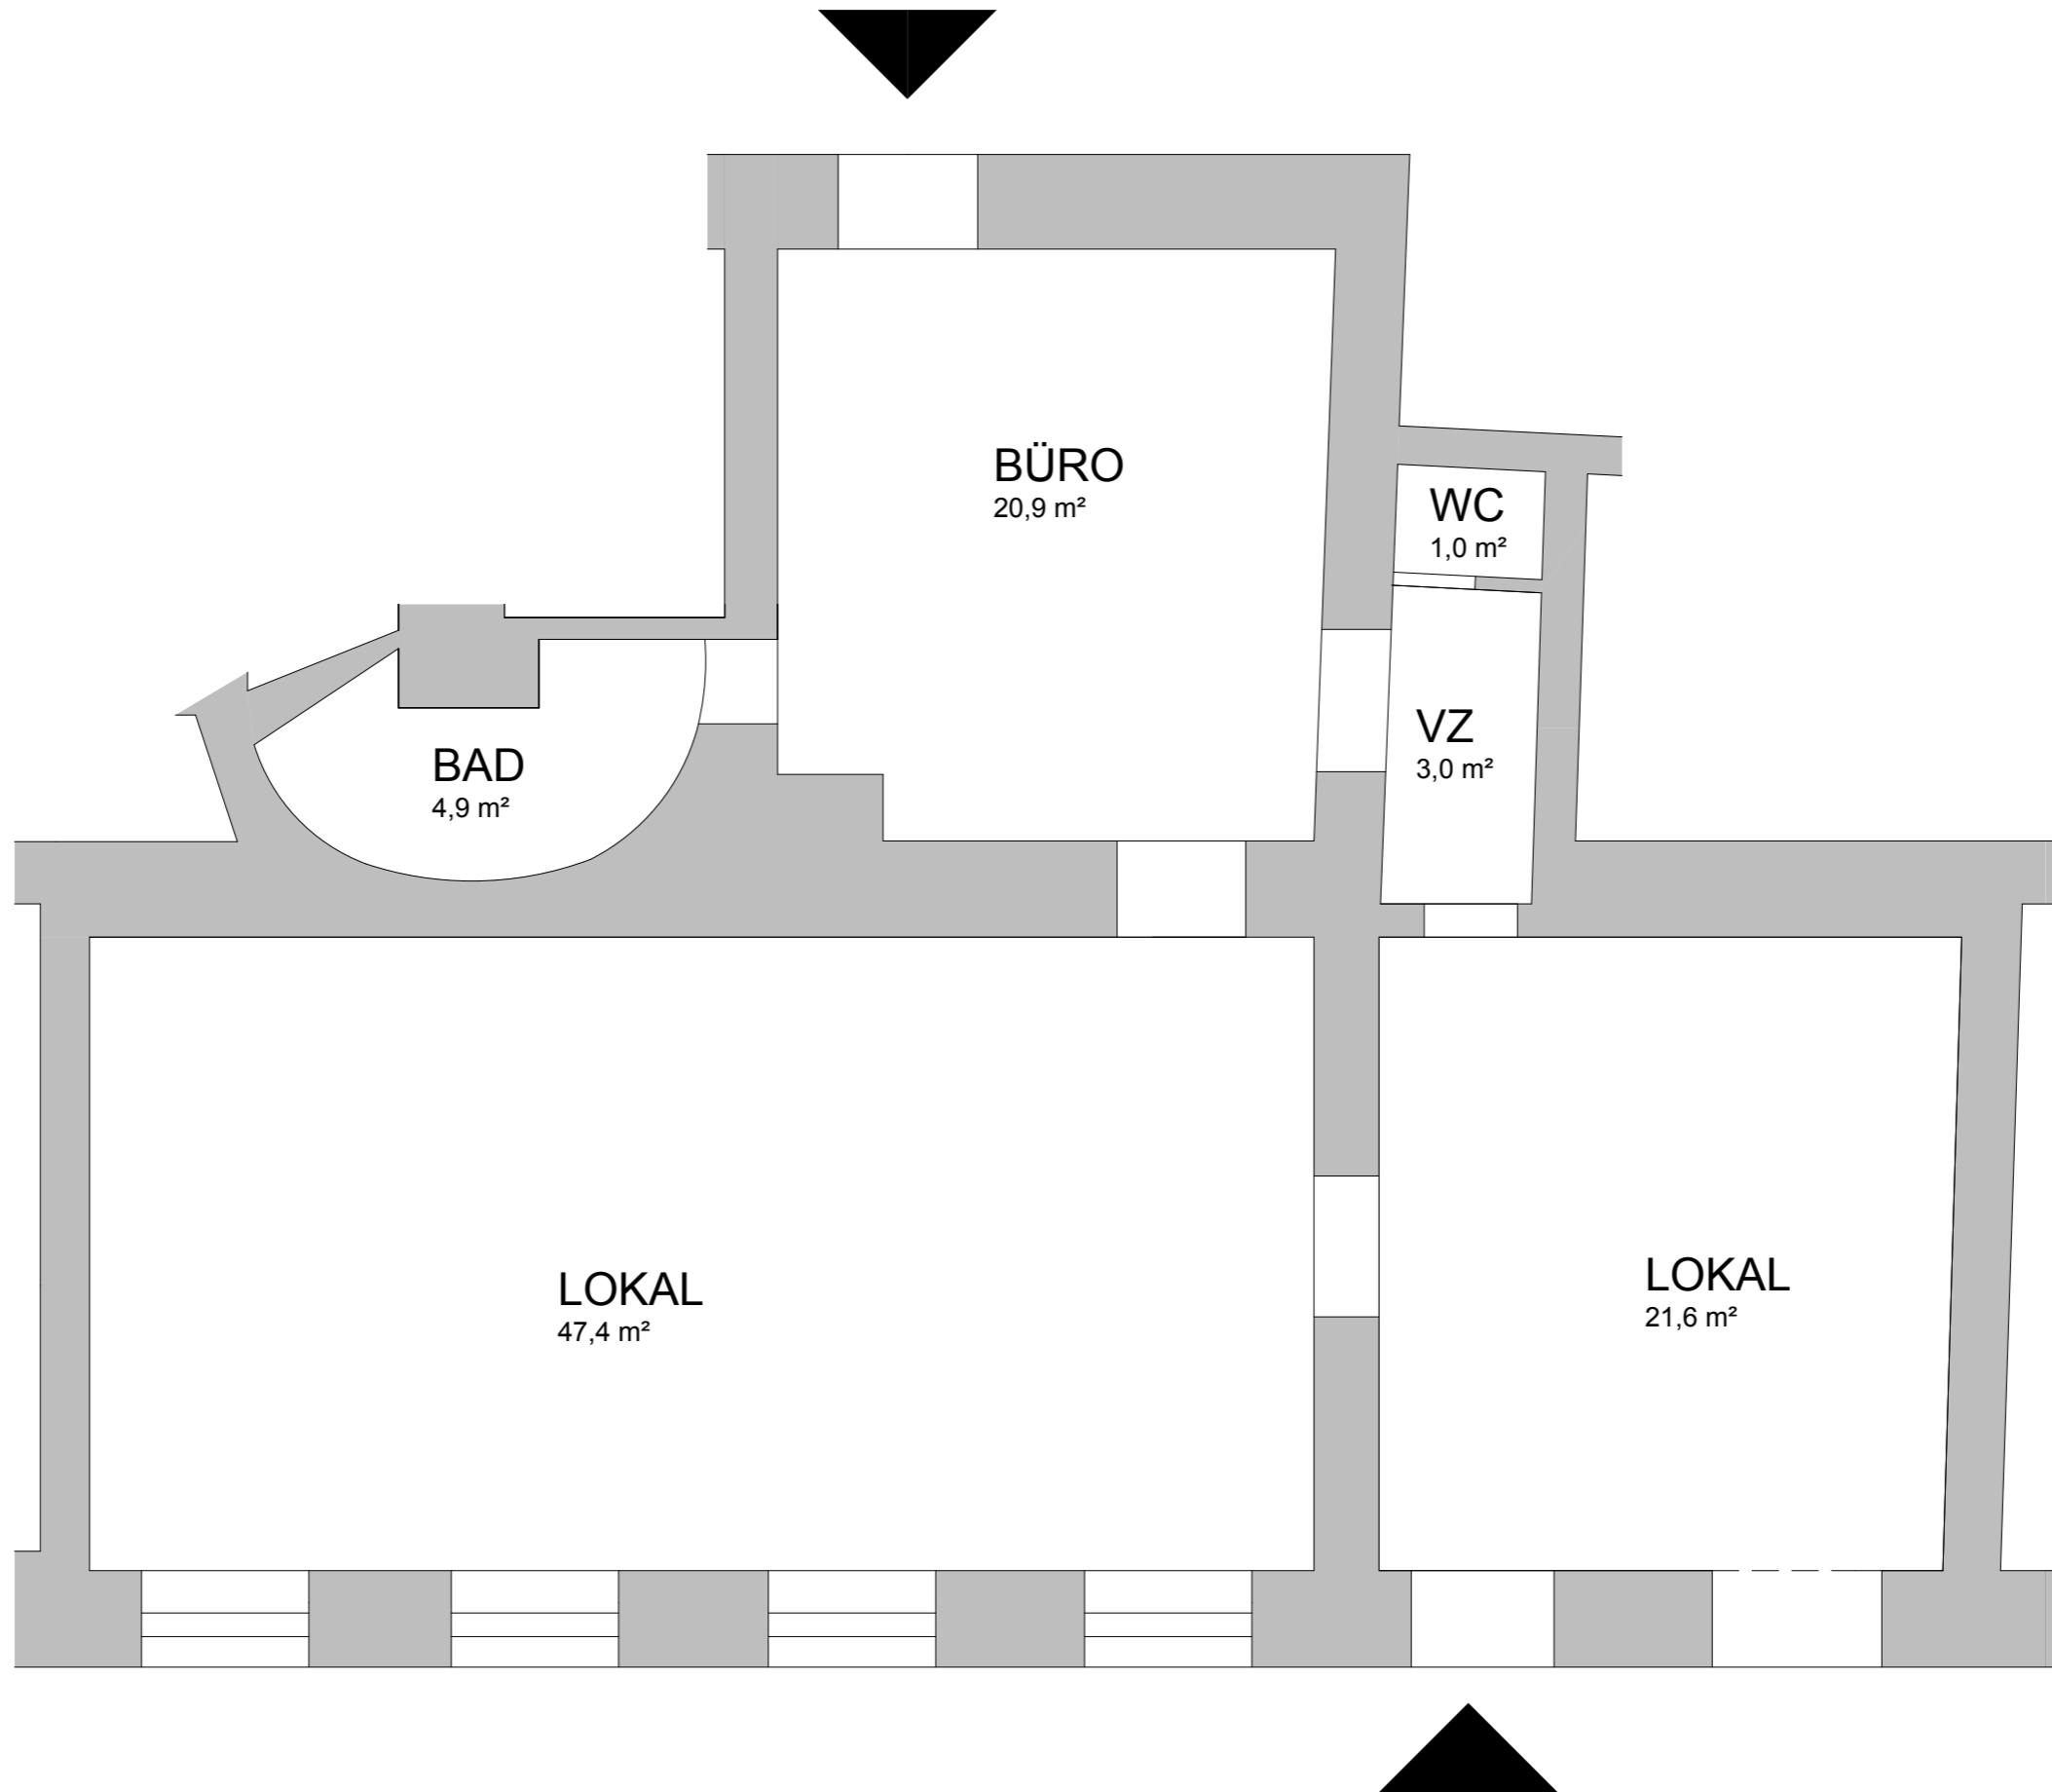 BÜRO
20,9 m²
WC
1,0 m²
VZ
3,0 m²
BAD
4,9 m²
LOKAL
47,4 m²
LOKAL
21,6 m²